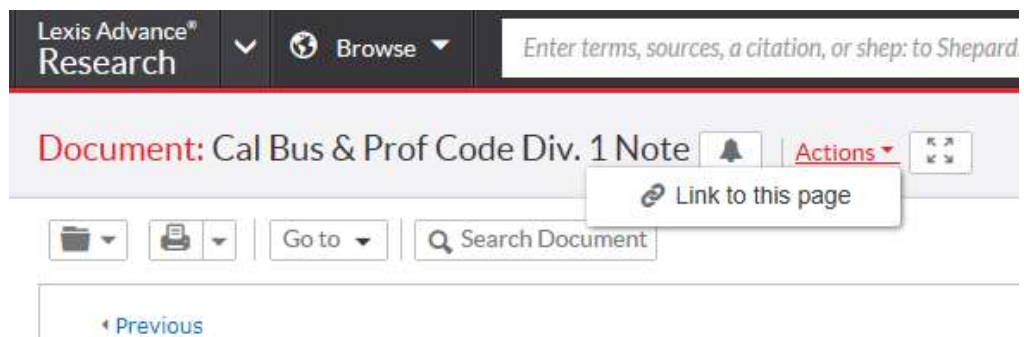 Lexis Advance®
Research
Browse
Enter terms, sources, a citation, or shep: to Shepard
Document: Cal Bus & Prof Code Div. 1 Note
Actions
Link to this page
Go to
Search Document
Previous